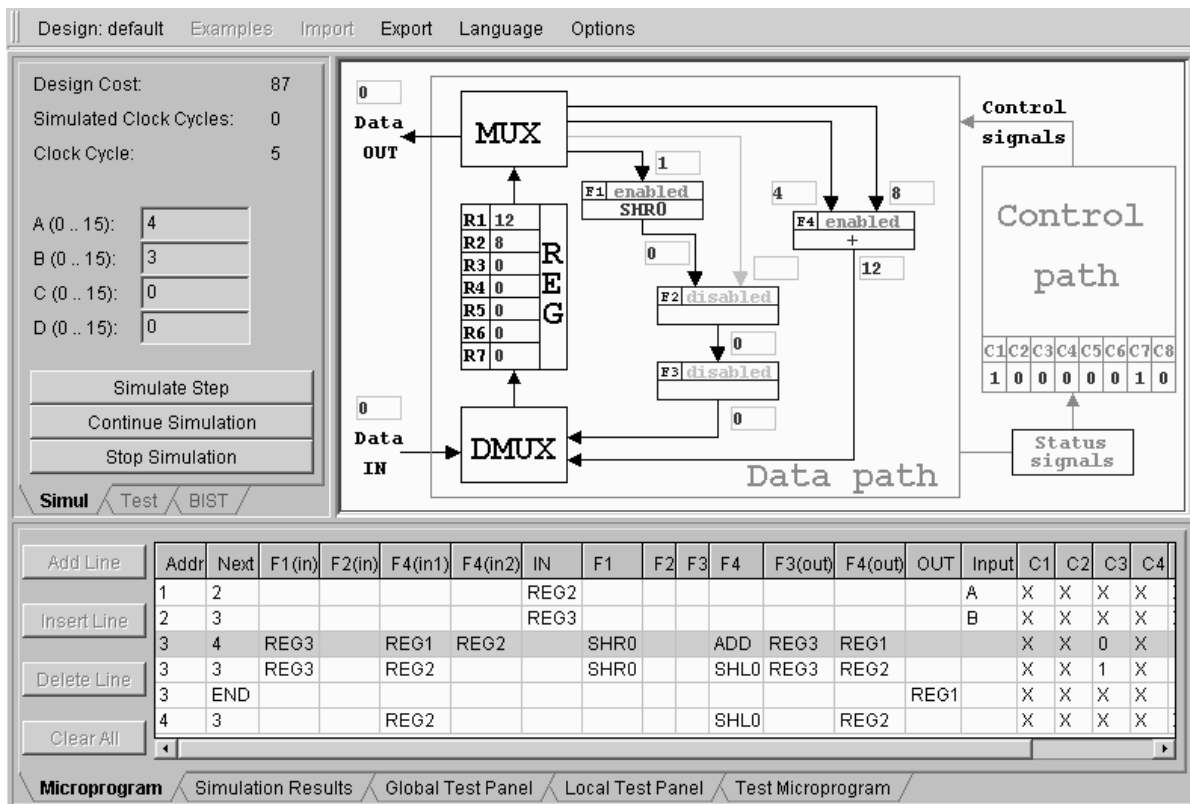 Design: default Examples Import Export Language Options
Design Cost: 87
Simulated Clock Cycles: 0
Clock Cycle: 5
A (0 .. 15): 4
B (0 .. 15): 3
C (0 .. 15): 0
D (0 .. 15): 0
Simulate Step
Continue Simulation
Stop Simulation
Simul Test BIST
0
Data
OUT
MUX
1
F1 enabled
SHR0
4
8
F4 enabled
+
12
0
F2 disabled
0
F3 disabled
0
R1 12
R2 8
R3 0
R4 0
R5 0
R6 0
R7 0
REG
0
Data
IN
DMUX
Data path
Control
signals
Control
path
C1 C2 C3 C4 C5 C6 C7 C8
1 0 0 0 0 0 1 0
Status
signals
Add Line
Insert Line
Delete Line
Clear All
Addr Next F1(in) F2(in) F4(in1) F4(in2) IN F1 F2 F3 F4 F3(out) F4(out) OUT Input C1 C2 C3 C4
1 2 REG2 A X X X X
2 3 REG3 B X X X X
3 4 REG3 REG1 REG2 SHR0 ADD REG3 REG1 X X 0 X
3 3 REG3 REG2 SHR0 SHL0 REG3 REG2 X X 1 X
3 END REG1 X X X X
4 3 REG2 SHL0 REG2 X X X X
Microprogram Simulation Results Global Test Panel Local Test Panel Test Microprogram